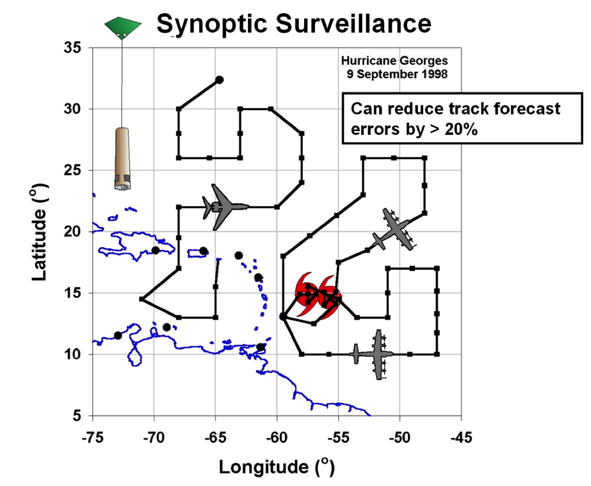 Synoptic Surveillance
Hurricane Georges
9 September 1998
Can reduce track forecast
errors by > 20%
35
30
25
20
15
10
5
Latitude (°)
-75
-70
-65
-60
-55
-50
-45
Longitude (°)